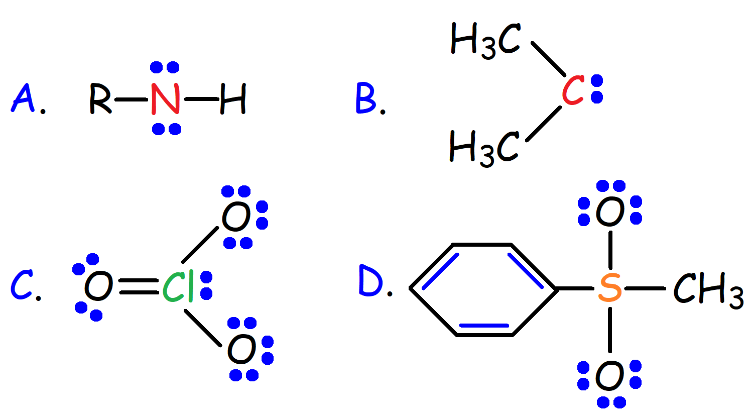 A. R N H
B. H3C C H3C
C. O Cl O O
D. O S CH3 O